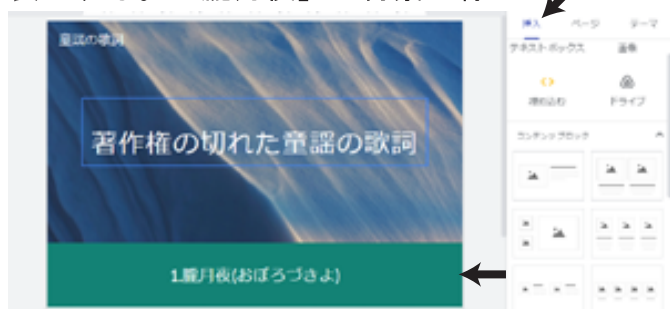 挿入 ページ テーマ
テキストボックス 画像
童謡の歌詞
埋め込む ドライブ
著作権の切れた童謡の歌詞
コンテンツ ブロック
1.朧月夜(おぼろづきよ)